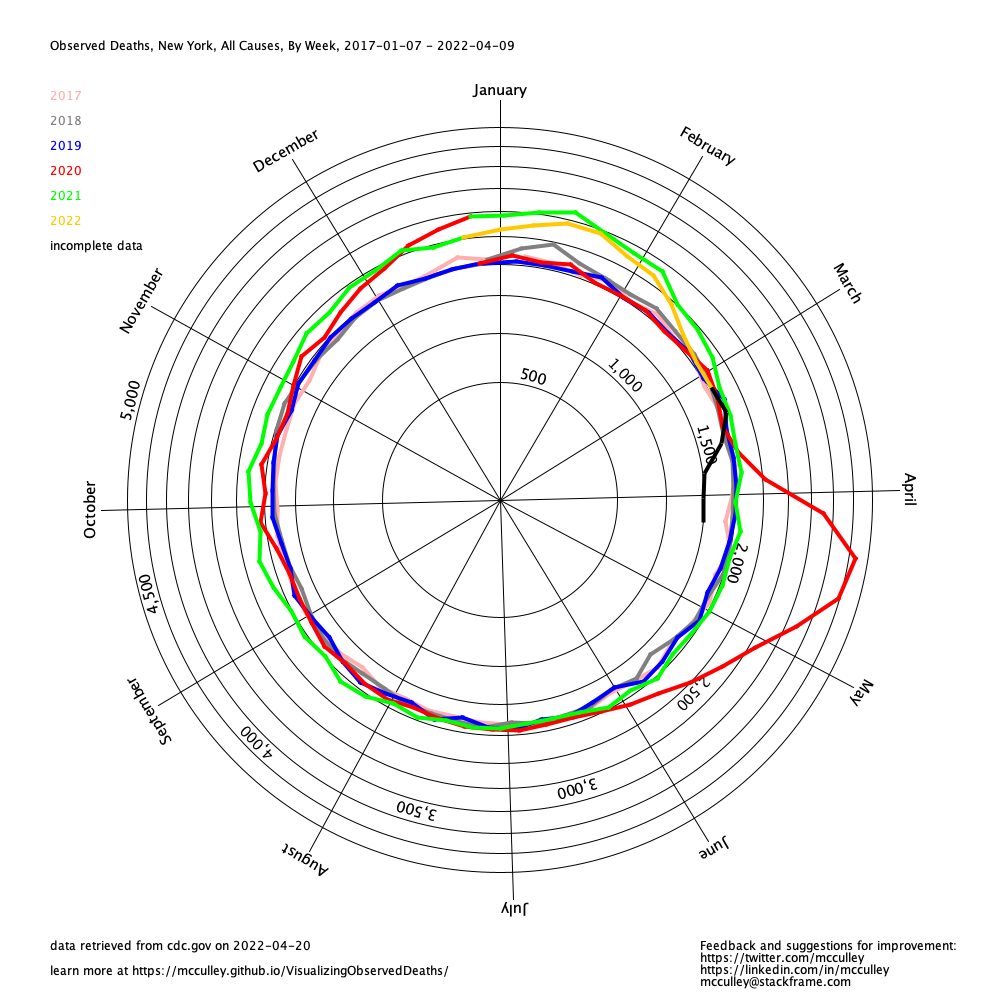 Observed Deaths, New York, All Causes, By Week, 2017-01-07 - 2022-04-09
January
2017
2018
2019
2020
2021
2022
incomplete data
December
February
November
March
500
1,000
1,500
5,000
October
April
2,000
4,500
September
May
2,500
4,000
3,000
3,500
August
June
July
data retrieved from cdc.gov on 2022-04-20
learn more at https://mcculley.github.io/VisualizingObservedDeaths/
Feedback and suggestions for improvement:
https://twitter.com/mcculley
https://linkedin.com/in/mcculley
mcculley@stackframe.com